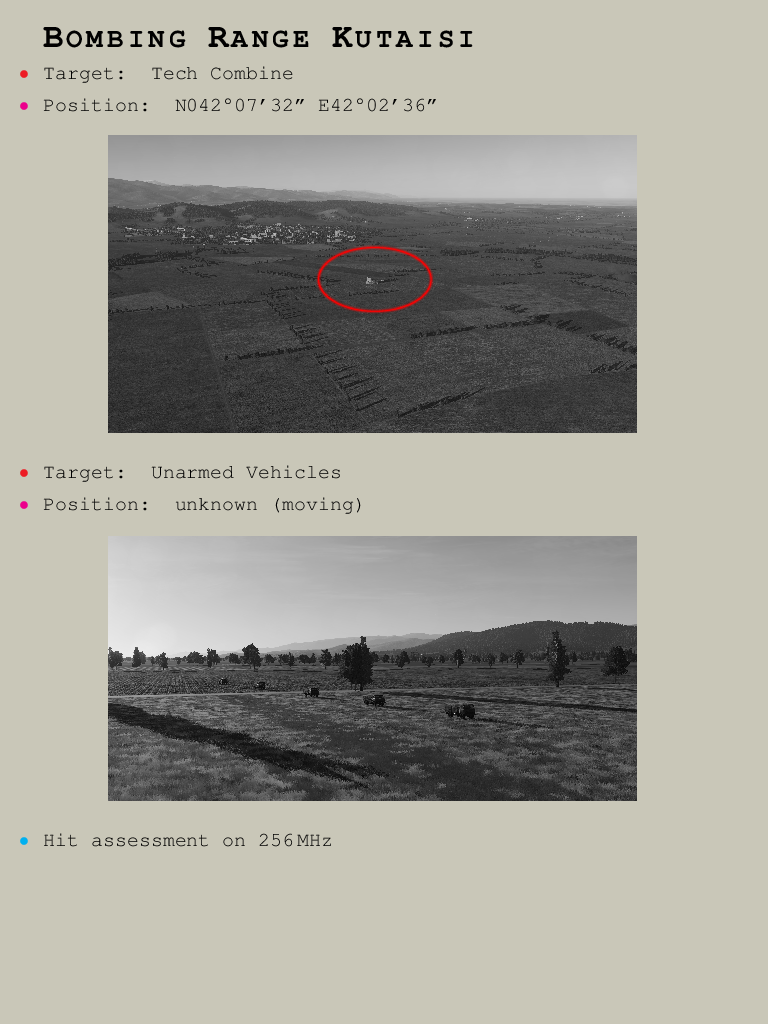 Bombing Range Kutaisi
• Target:  Tech Combine
• Position:  N042°07’32” E42°02’36”
• Target:  Unarmed Vehicles
• Position:  unknown (moving)
• Hit assessment on 256MHz